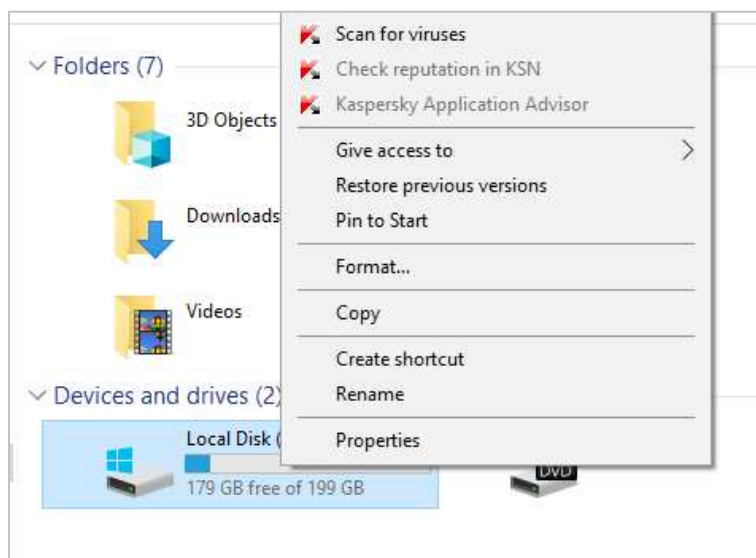 Scan for viruses
Folders (7)
Check reputation in KSN
Kaspersky Application Advisor
3D Objects
Give access to
Restore previous versions
Downloads
Pin to Start
Format...
Videos
Copy
Create shortcut
Devices and drives (2)
Rename
Local Disk (
Properties
DVD
179 GB free of 199 GB